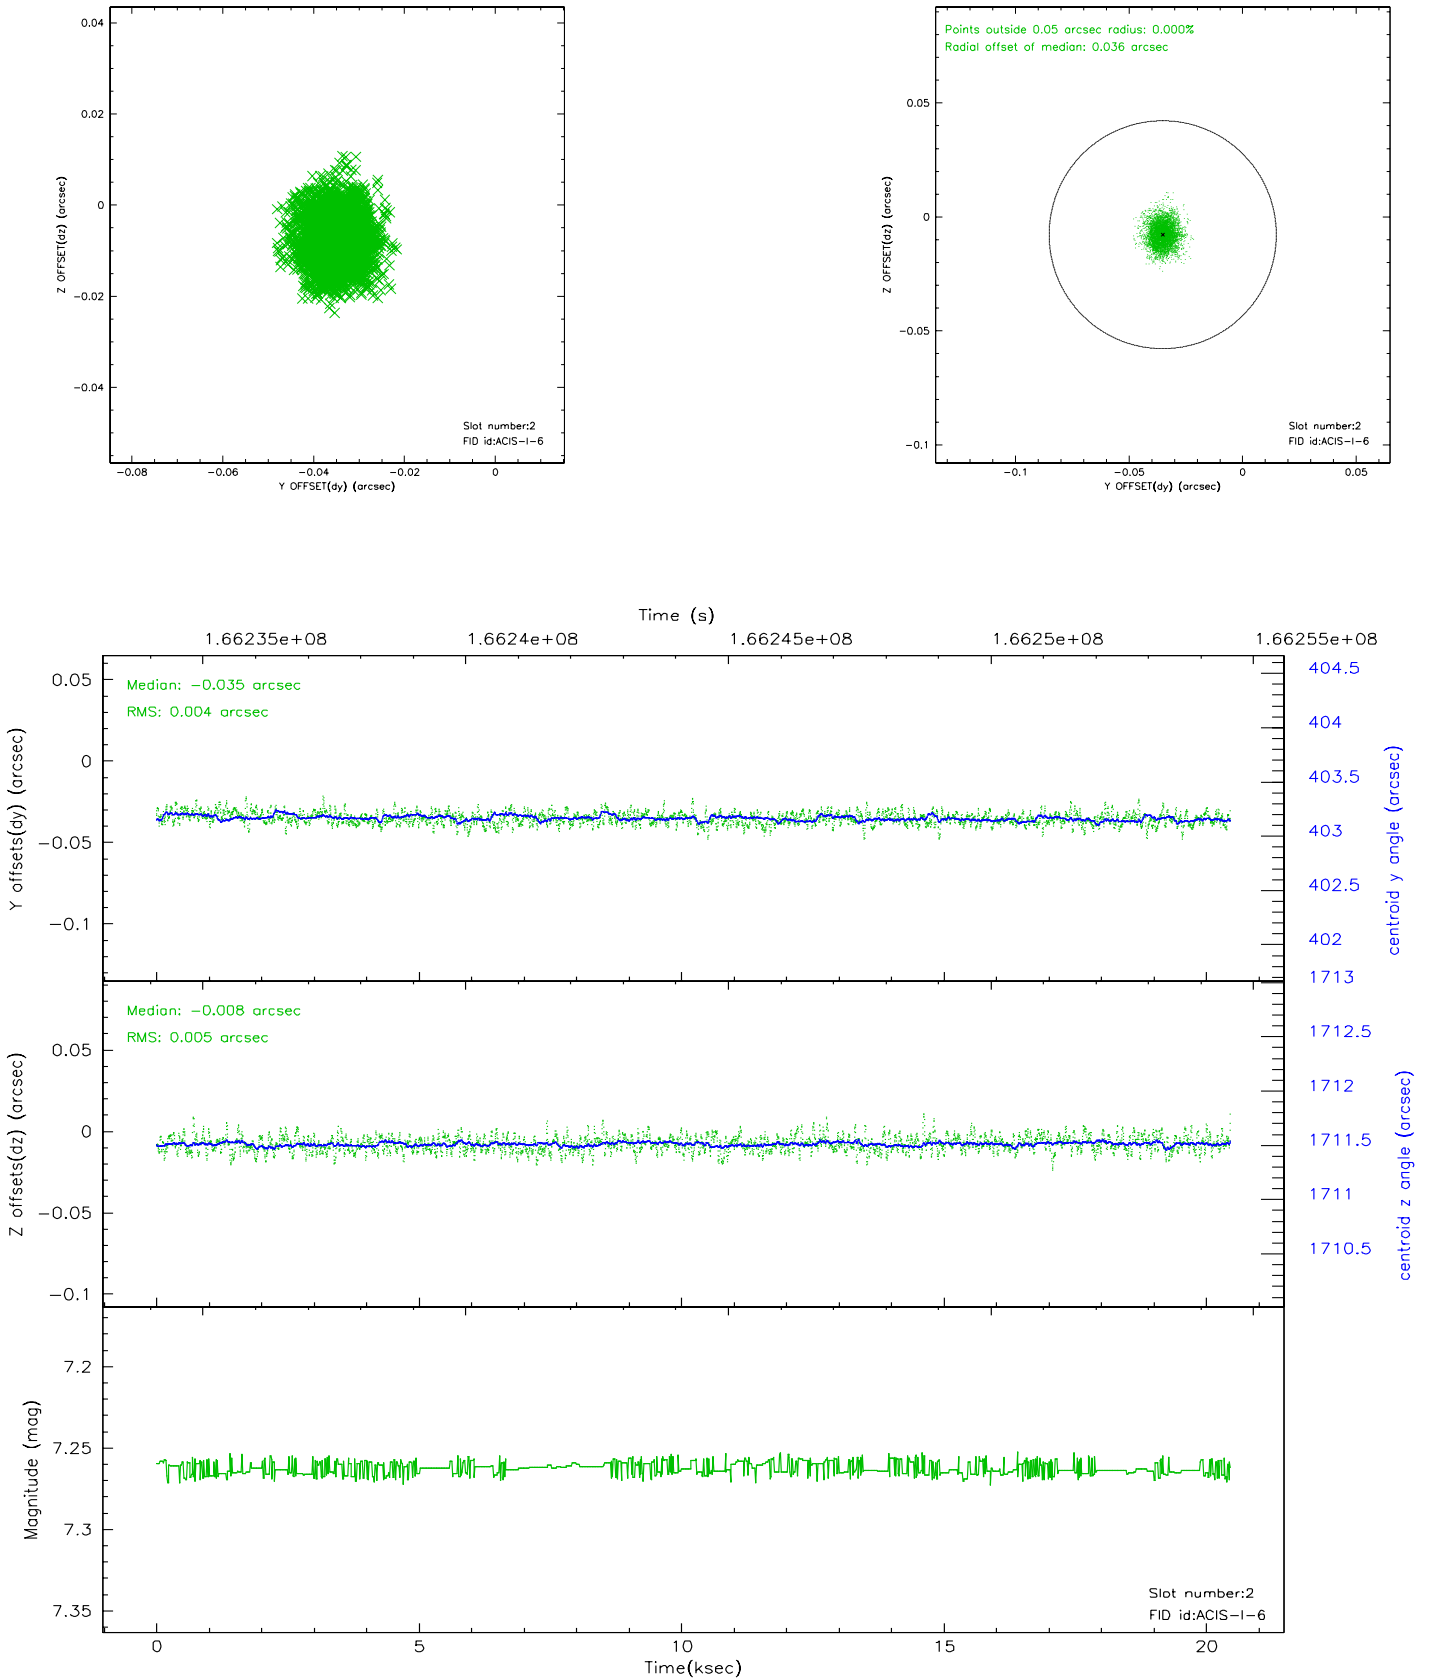 0.04
0.02
0
−0.02
−0.04
Z OFFSET(dz) (arcsec)
Slot number:2
FID id:ACIS−I−6
−0.08 −0.06 −0.04 −0.02 0
Y OFFSET(dy) (arcsec)
Points outside 0.05 arcsec radius: 0.000%
Radial offset of median: 0.036 arcsec
0.05
0
−0.05
−0.1
Z OFFSET(dz) (arcsec)
Slot number:2
FID id:ACIS−I−6
−0.1 −0.05 0 0.05
Y OFFSET(dy) (arcsec)
Time (s)
1.66235e+08 1.6624e+08 1.66245e+08 1.6625e+08 1.66255e+08
Median: −0.035 arcsec
RMS: 0.004 arcsec
0.05
0
−0.05
−0.1
Y offsets(dy) (arcsec)
404.5
404
403.5
403
402.5
402
centroid y angle (arcsec)
Median: −0.008 arcsec
RMS: 0.005 arcsec
0.05
0
−0.05
−0.1
Z offsets(dz) (arcsec)
1713
1712.5
1712
1711.5
1711
1710.5
centroid z angle (arcsec)
7.2
7.25
7.3
7.35
Magnitude (mag)
Slot number:2
FID id:ACIS−I−6
0 5 10 15 20
Time(ksec)